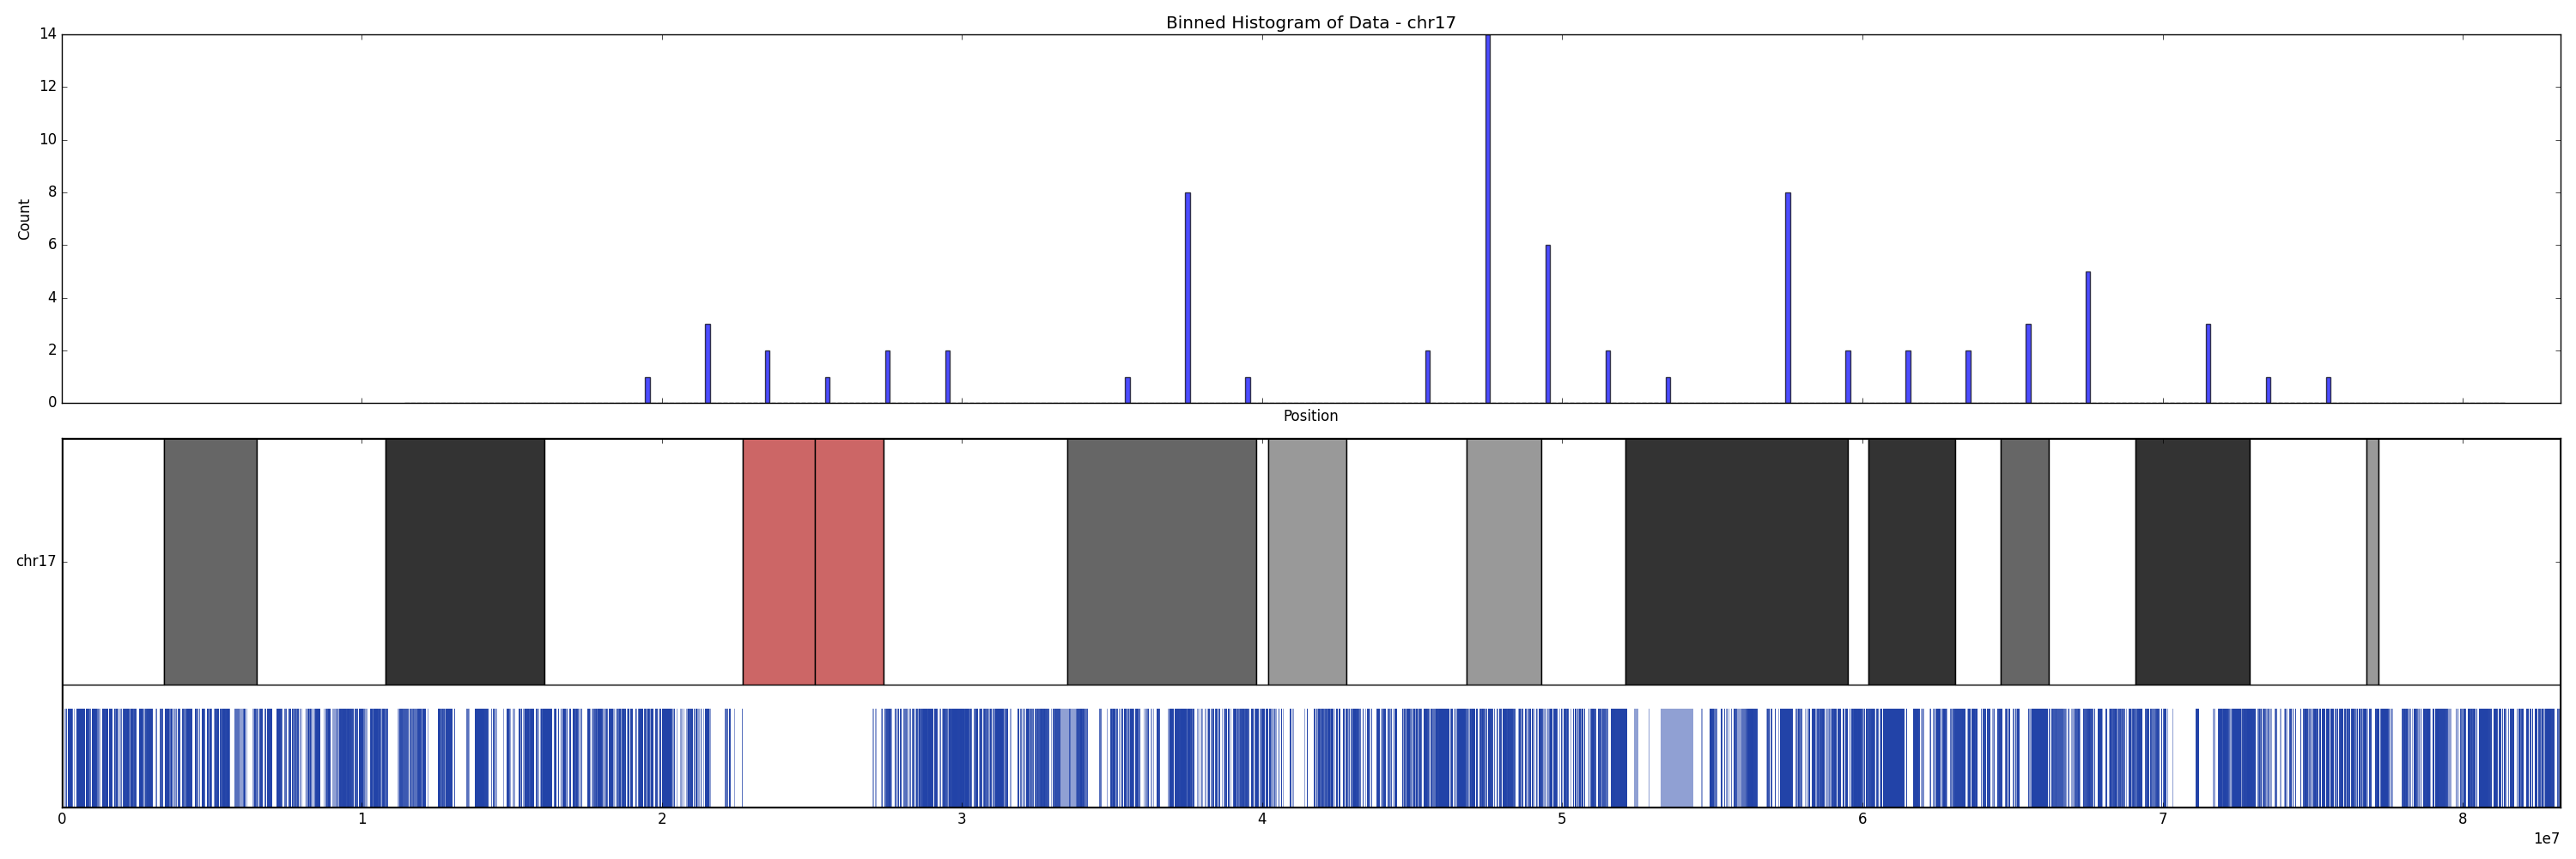 Binned Histogram of Data - chr17
14
12
10
8
6
4
2
0
Count
Position
chr17
0 1 2 3 4 5 6 7 8
1e7